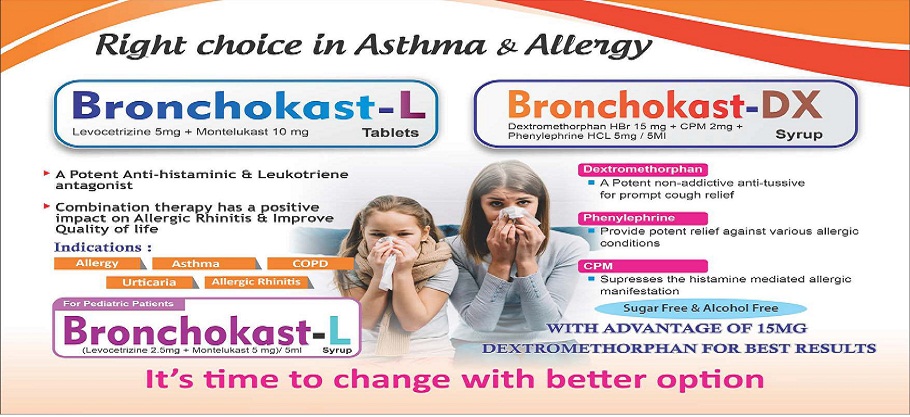 Right choice in Asthma & Allergy
Bronchokast-L
Levocetrizine 5mg + Montelukast 10 mg
Tablets
Bronchokast-DX
Dextromethorphan HBr 15 mg + CPM 2mg +
Phenylephrine HCL 5mg / 5Ml
Syrup
A Potent Anti-histaminic & Leukotriene
antagonist
Combination therapy has a positive
impact on Allergic Rhinitis & Improve
Quality of life
Indications :
Allergy
Asthma
COPD
Urticaria
Allergic Rhinitis
For Pediatric Patients
Bronchokast-L
(Levocetrizine 2.5mg + Montelukast 5 mg)/ 5ml
Syrup
Dextromethorphan
A Potent non-addictive anti-tussive
for prompt cough relief
Phenylephrine
Provide potent relief against various allergic
conditions
CPM
Supresses the histamine mediated allergic
manifestation
Sugar Free & Alcohol Free
WITH ADVANTAGE OF 15MG
DEXTROMETHORPHAN FOR BEST RESULTS
It's time to change with better option